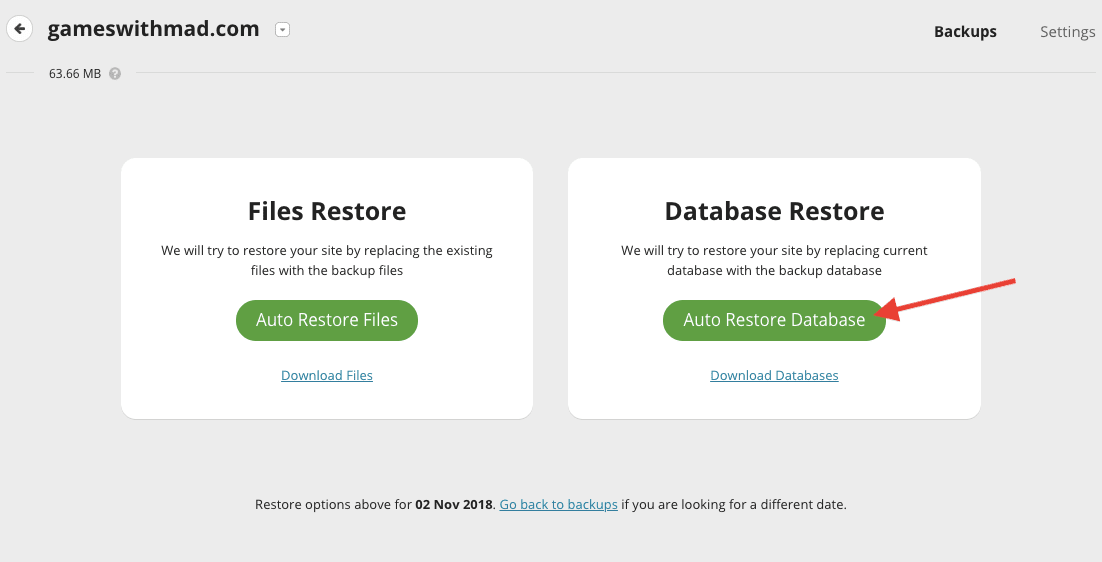 gameswithmad.com
Backups
Settings
63.66 MB ?
Files Restore
We will try to restore your site by replacing the existing
files with the backup files
Auto Restore Files
Download Files
Database Restore
We will try to restore your site by replacing current
database with the backup database
Auto Restore Database
Download Databases
Restore options above for 02 Nov 2018. Go back to backups if you are looking for a different date.